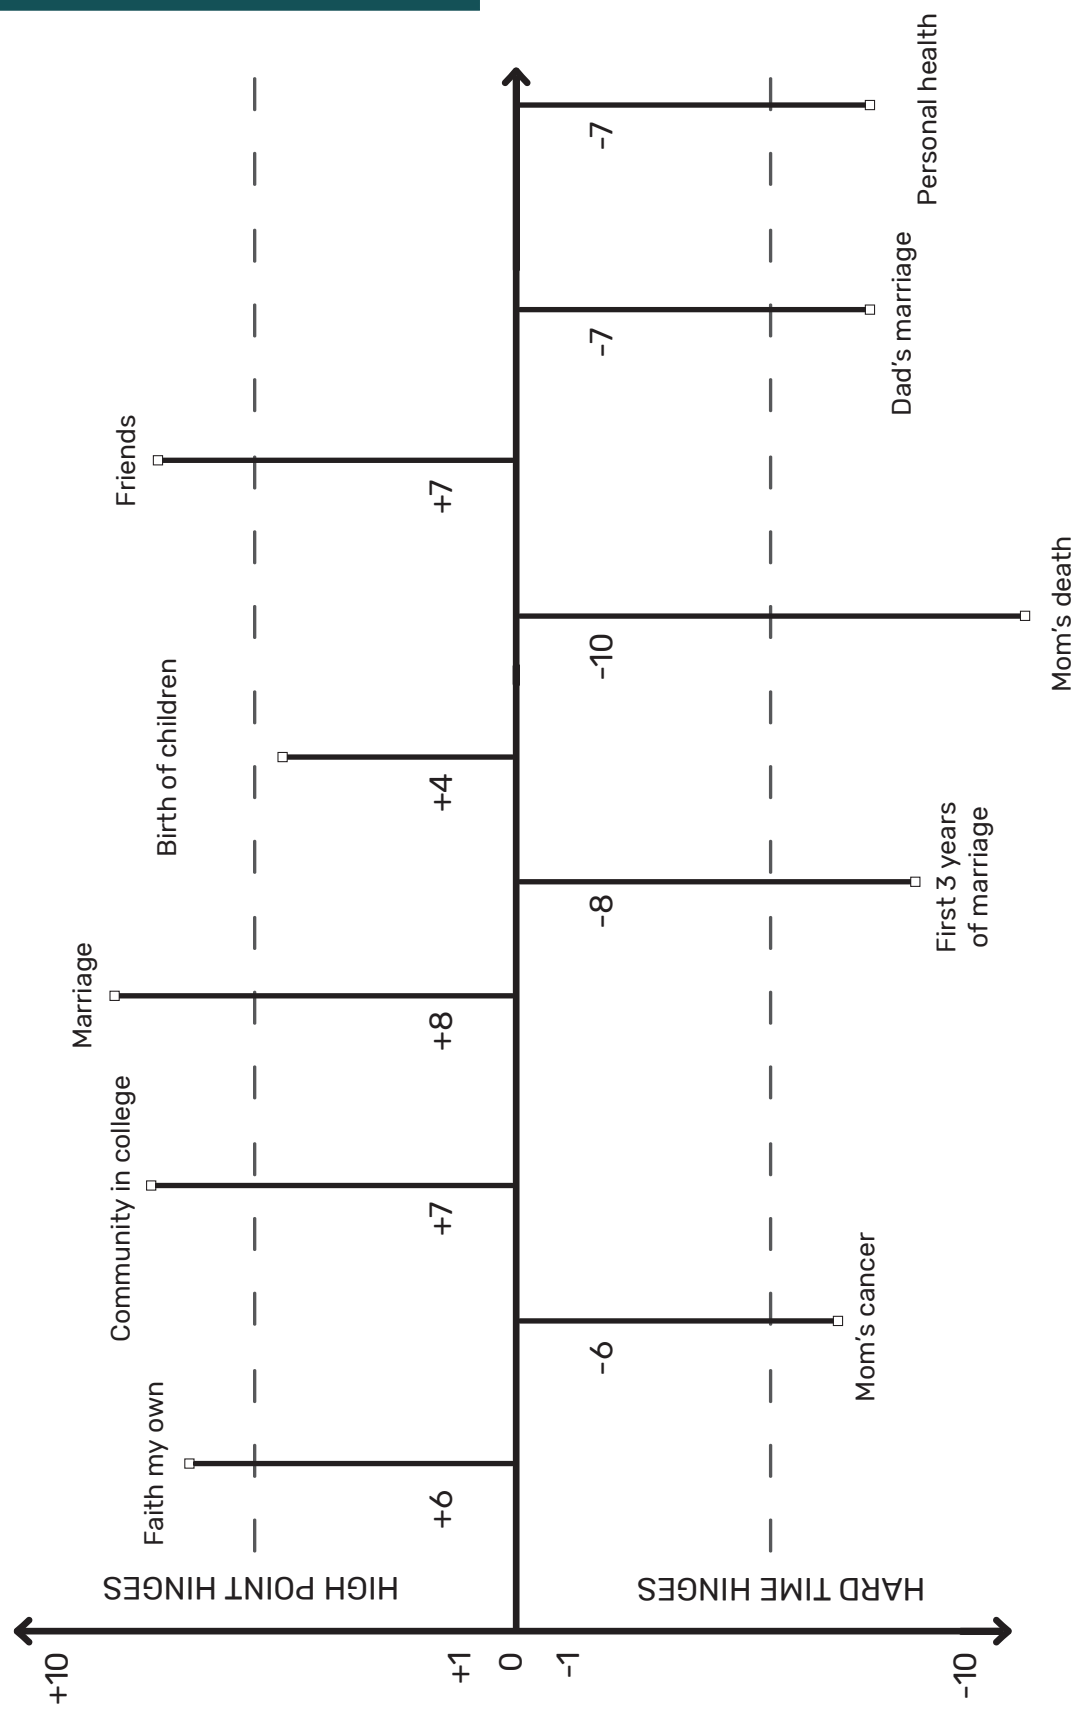 +10
+1
0
-1
-10
HIGH POINT HINGES
HARD TIME HINGES
Faith my own
+6
Mom's cancer
-6
Community in college
+7
Marriage
+8
First 3 years
of marriage
-8
Birth of children
+4
Mom's death
-10
Friends
+7
Dad's marriage
-7
Personal health
-7